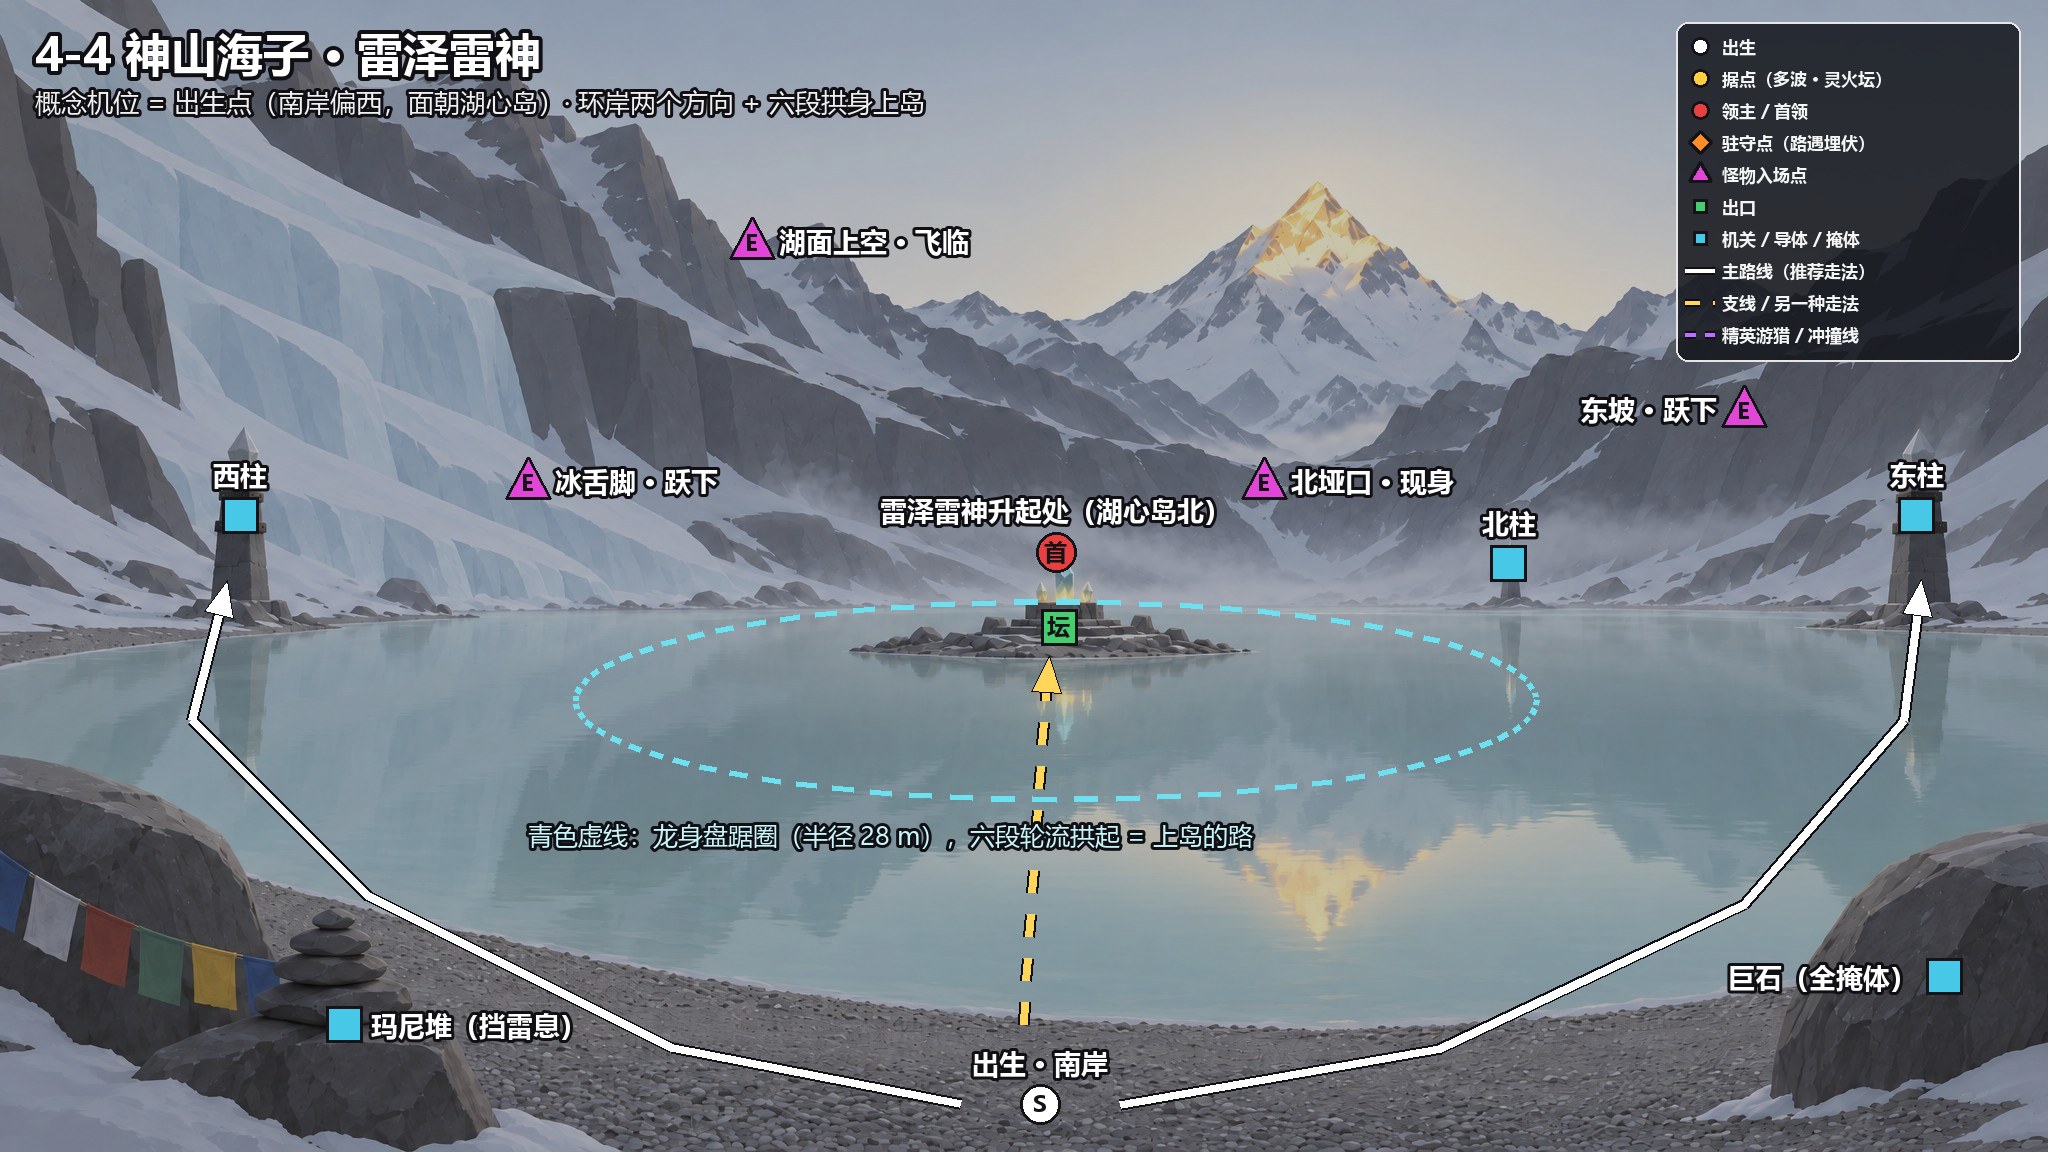 4-4 神山海子·雷泽雷神
概念机位 = 出生点（南岸偏西，面朝湖心岛）· 环岸两个方向 + 六段拱身上岛
出生
据点（多波·灵火坛）
领主 / 首领
驻守点（路遇埋伏）
怪物入场点
出口
机关 / 导体 / 掩体
主路线（推荐走法）
支线 / 另一种走法
精英游猎 / 冲撞线
E 湖面上空·飞临
东坡·跃下 E
西柱
E 冰舌脚·跃下
E 北垭口·现身
东柱
雷泽雷神升起处（湖心岛北）
首
北柱
坛
青色虚线：龙身盘踞圈（半径 28 m），六段轮流拱起 = 上岛的路
巨石（全掩体）
玛尼堆（挡雷息）
出生·南岸
S